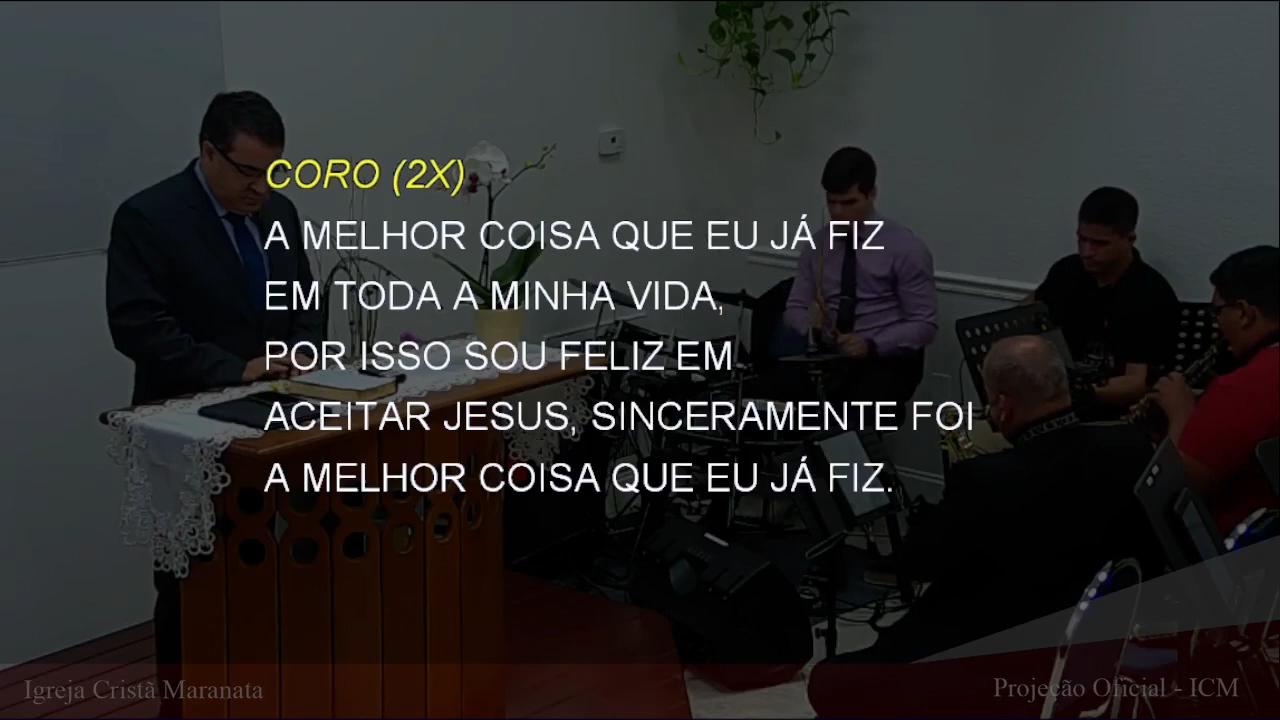 CORO (2X)
A MELHOR COISA QUE EU JÁ FIZ
EM TODA A MINHA VIDA,
POR ISSO SOU FELIZ EM
ACEITAR JESUS, SINCERAMENTE FOI
A MELHOR COISA QUE EU JÁ FIZ.
Igreja Cristã Maranata
Projecão Oficial - ICM